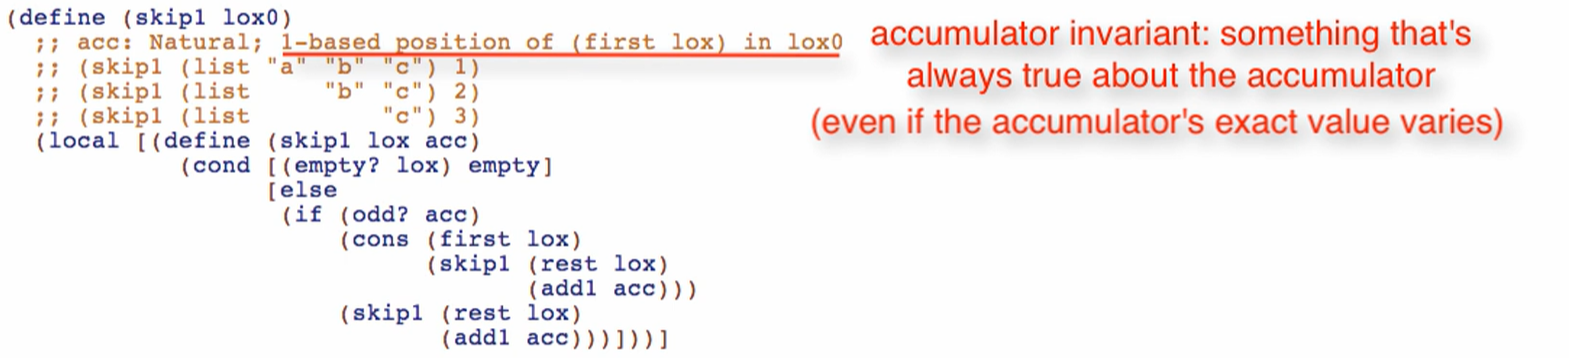 (define (skip1 lox0)
  ;; acc: Natural; 1-based position of (first lox) in lox0
  ;; (skip1 (list "a" "b" "c") 1)
  ;; (skip1 (list     "b" "c") 2)
  ;; (skip1 (list         "c") 3)
  (local [(define (skip1 lox acc)
            (cond [(empty? lox) empty]
                  [else
                   (if (odd? acc)
                       (cons (first lox)
                             (skip1 (rest lox)
                                    (add1 acc)))
                       (skip1 (rest lox)
                              (add1 acc)))]))]
accumulator invariant: something that's
always true about the accumulator
(even if the accumulator's exact value varies)